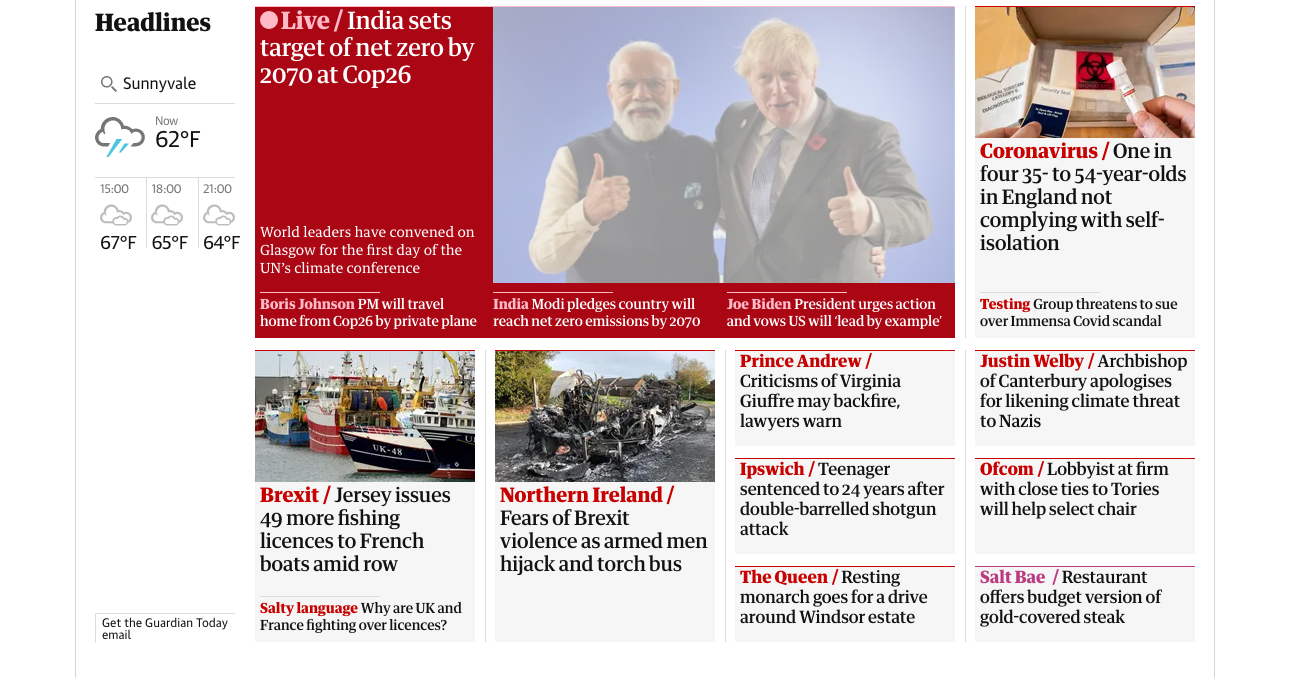 Headlines
Sunnyvale
Now
62°F
15:00
18:00
21:00
67°F
65°F
64°F
Get the Guardian Today
email
Live / India sets
target of net zero by
2070 at Cop26
World leaders have convened on
Glasgow for the first day of the
UN’s climate conference
Boris Johnson PM will travel
home from Cop26 by private plane
India Modi pledges country will
reach net zero emissions by 2070
Joe Biden President urges action
and vows US will ‘lead by example’
BIOLOGICAL SUBSTANCE
CATEGORY B
DIAGNOSTIC SPEC
Security Seal
Coronavirus / One in
four 35- to 54-year-olds
in England not
complying with self-
isolation
Testing Group threatens to sue
over Immensa Covid scandal
UK-48
Brexit / Jersey issues
49 more fishing
licences to French
boats amid row
Salty language Why are UK and
France fighting over licences?
Northern Ireland /
Fears of Brexit
violence as armed men
hijack and torch bus
Prince Andrew /
Criticisms of Virginia
Giuffre may backfire,
lawyers warn
Ipswich / Teenager
sentenced to 24 years after
double-barrelled shotgun
attack
The Queen / Resting
monarch goes for a drive
around Windsor estate
Justin Welby / Archbishop
of Canterbury apologises
for likening climate threat
to Nazis
Ofcom / Lobbyist at firm
with close ties to Tories
will help select chair
Salt Bae / Restaurant
offers budget version of
gold-covered steak